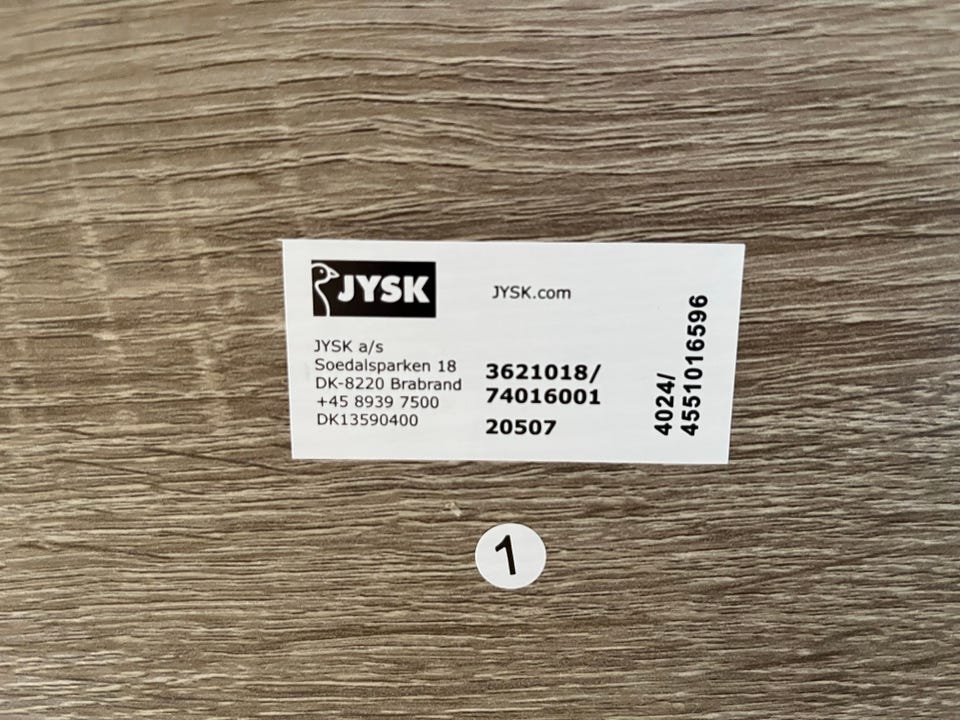 JYSK
JYSK.com
JYSK a/s
Soedalsparken 18
DK-8220 Brabrand
+45 8939 7500
DK13590400
3621018/
74016001
20507
4024/
4551016596
1